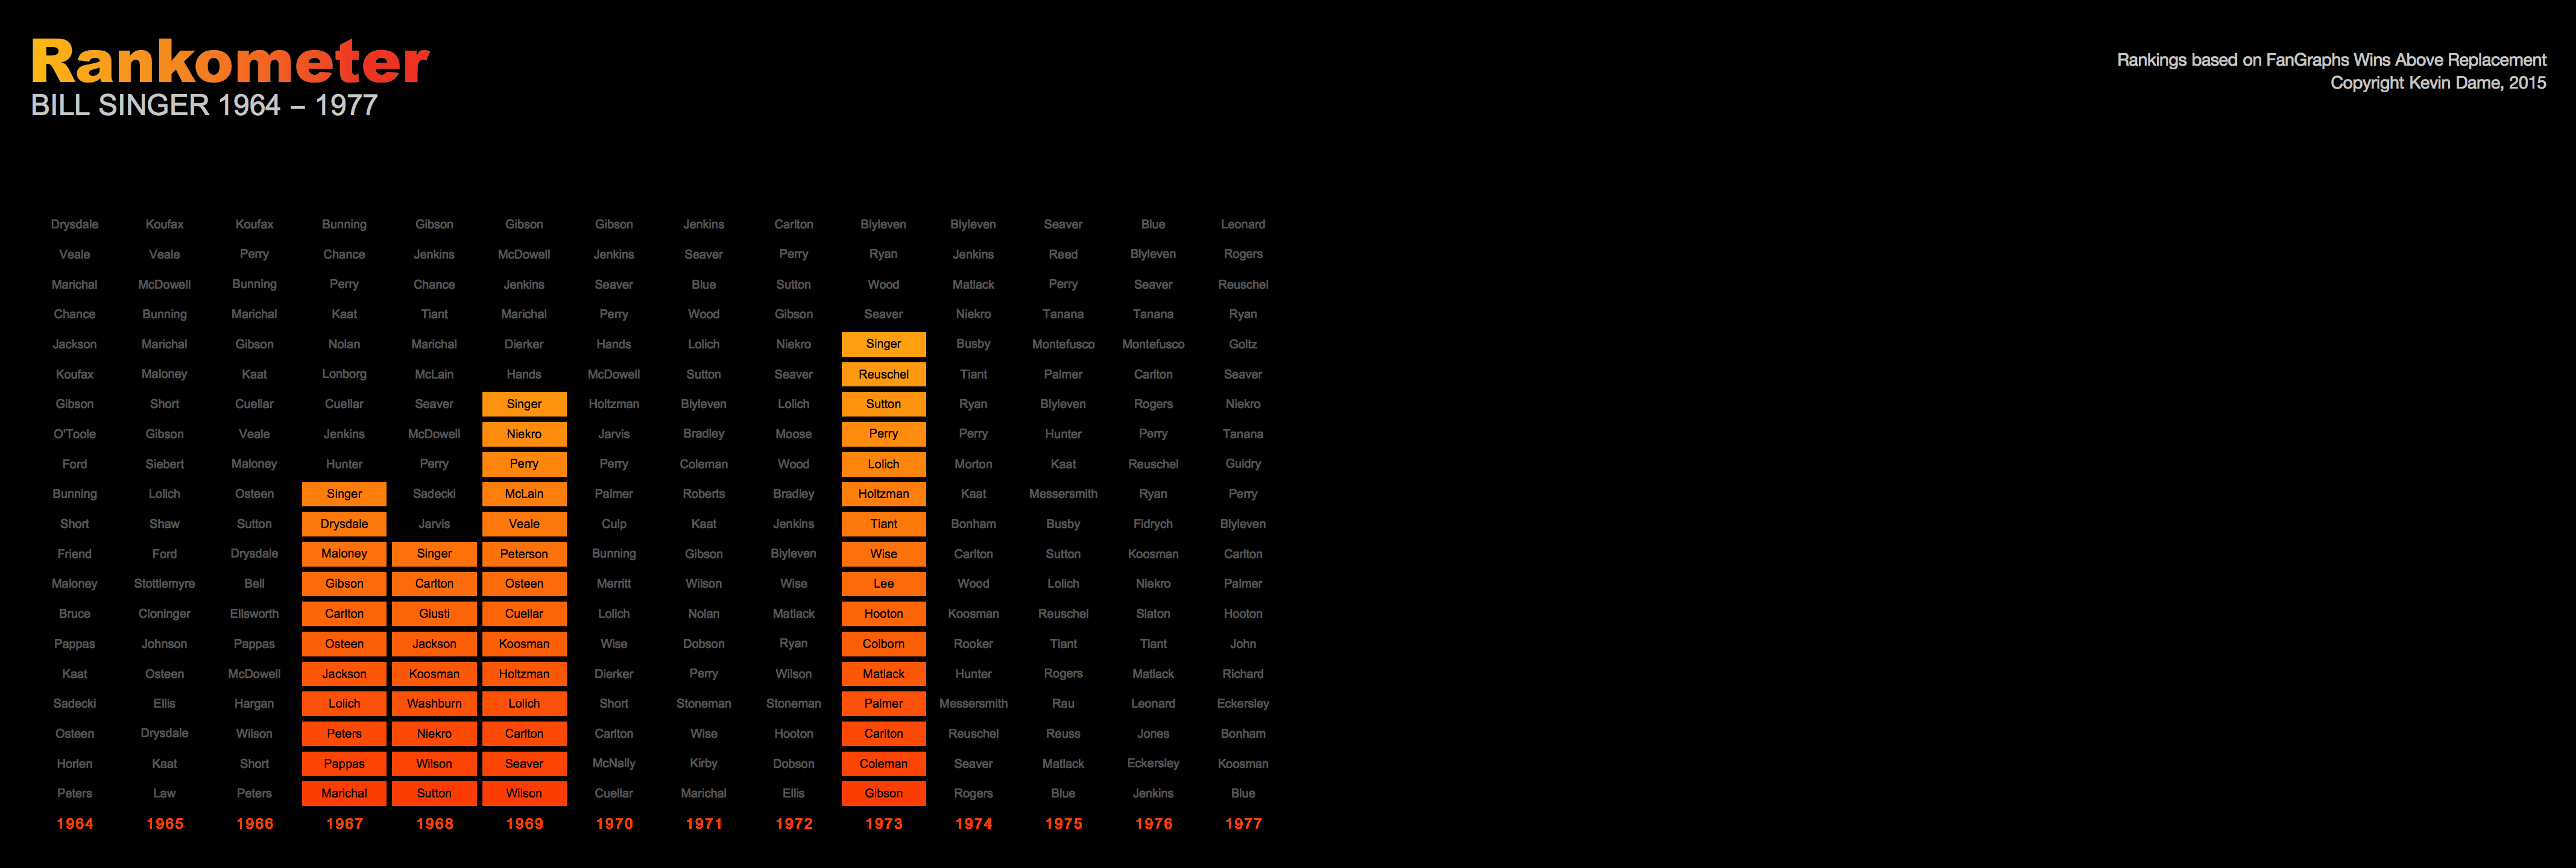 Rankometer
BILL SINGER 1964 – 1977
Rankings based on FanGraphs Wins Above Replacement
Copyright Kevin Dame, 2015
Drysdale Koufax Koufax Bunning Gibson Gibson Gibson Jenkins Carlton Blyleven Blyleven Seaver Blue Leonard
Veale Veale Perry Chance Jenkins McDowell Jenkins Seaver Perry Ryan Jenkins Reed Blyleven Rogers
Marichal McDowell Bunning Perry Chance Jenkins Seaver Blue Sutton Wood Matlack Perry Seaver Reuschel
Chance Bunning Marichal Kaat Tiant Marichal Perry Wood Gibson Seaver Niekro Tanana Tanana Ryan
Jackson Marichal Gibson Nolan Marichal Dierker Hands Lolich Niekro Singer Busby Montefusco Montefusco Goltz
Koufax Maloney Kaat Lonborg McLain Hands McDowell Sutton Seaver Reuschel Tiant Palmer Carlton Seaver
Gibson Short Cuellar Cuellar Seaver Singer Holtzman Blyleven Lolich Sutton Ryan Blyleven Rogers Niekro
O'Toole Gibson Veale Jenkins McDowell Niekro Jarvis Bradley Moose Perry Perry Hunter Perry Tanana
Ford Siebert Maloney Hunter Perry Perry Perry Coleman Wood Lolich Morton Kaat Reuschel Guidry
Bunning Lolich Osteen Singer Sadecki McLain Palmer Roberts Bradley Holtzman Kaat Messersmith Ryan Perry
Short Shaw Sutton Drysdale Jarvis Veale Culp Kaat Jenkins Tiant Bonham Busby Fidrych Blyleven
Friend Ford Drysdale Maloney Singer Peterson Bunning Gibson Blyleven Wise Carlton Sutton Koosman Carlton
Maloney Stottlemyre Bell Gibson Carlton Osteen Merritt Wilson Wise Lee Wood Lolich Niekro Palmer
Bruce Cloninger Ellsworth Carlton Giusti Cuellar Lolich Nolan Matlack Hooton Koosman Reuschel Slaton Hooton
Pappas Johnson Pappas Osteen Jackson Koosman Wise Dobson Ryan Colborn Rooker Tiant Tiant John
Kaat Osteen McDowell Jackson Koosman Holtzman Dierker Perry Wilson Matlack Hunter Rogers Matlack Richard
Sadecki Ellis Hargan Lolich Washburn Lolich Short Stoneman Stoneman Palmer Messersmith Rau Leonard Eckersley
Osteen Drysdale Wilson Peters Niekro Carlton Carlton Wise Hooton Carlton Reuschel Reuss Jones Bonham
Horlen Kaat Short Pappas Wilson Seaver McNally Kirby Dobson Coleman Seaver Matlack Eckersley Koosman
Peters Law Peters Marichal Sutton Wilson Cuellar Marichal Ellis Gibson Rogers Blue Jenkins Blue
1964 1965 1966 1967 1968 1969 1970 1971 1972 1973 1974 1975 1976 1977